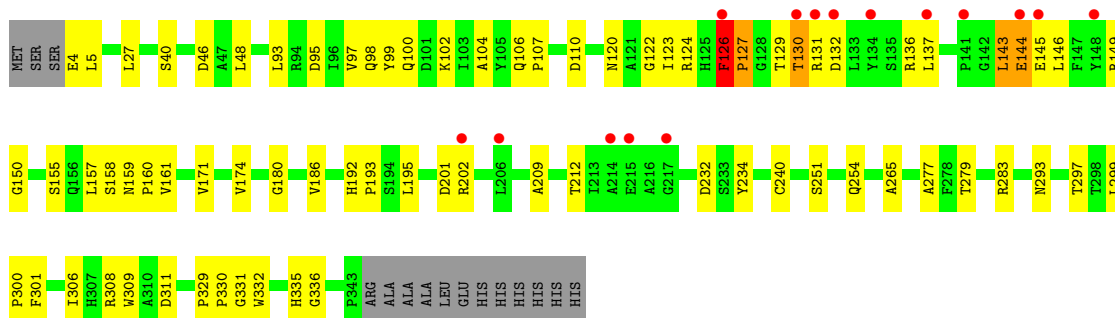 MET SER SER E4 L5 L27 S40 D46 A47 L48 L93 R94 D95 I96 V97 Q98 Y99 Q100 D101 K102 I103 A104 Y105 Q106 P107 D110 N120 A121 G122 I123 R124 H125 F126 P127 G128 T129 T130 R131 D132 L133 Y134 S135 R136 L137 P141 G142 L143 E144 E145 L146 F147 Y148 R149
G150 S155 Q156 L157 S158 N159 P160 V161 V171 V174 G180 V186 H192 P193 S194 L195 D201 R202 L206 A209 T212 I213 A214 E215 A216 G217 D232 S233 Y234 C240 S251 Q254 A265 A277 F278 T279 R283 N293 T297 T298 L299
P300 F301 I306 H307 R308 W309 A310 D311 P329 P330 G331 W332 H335 G336 P343 ARG ALA ALA ALA LEU GLU HIS HIS HIS HIS HIS HIS